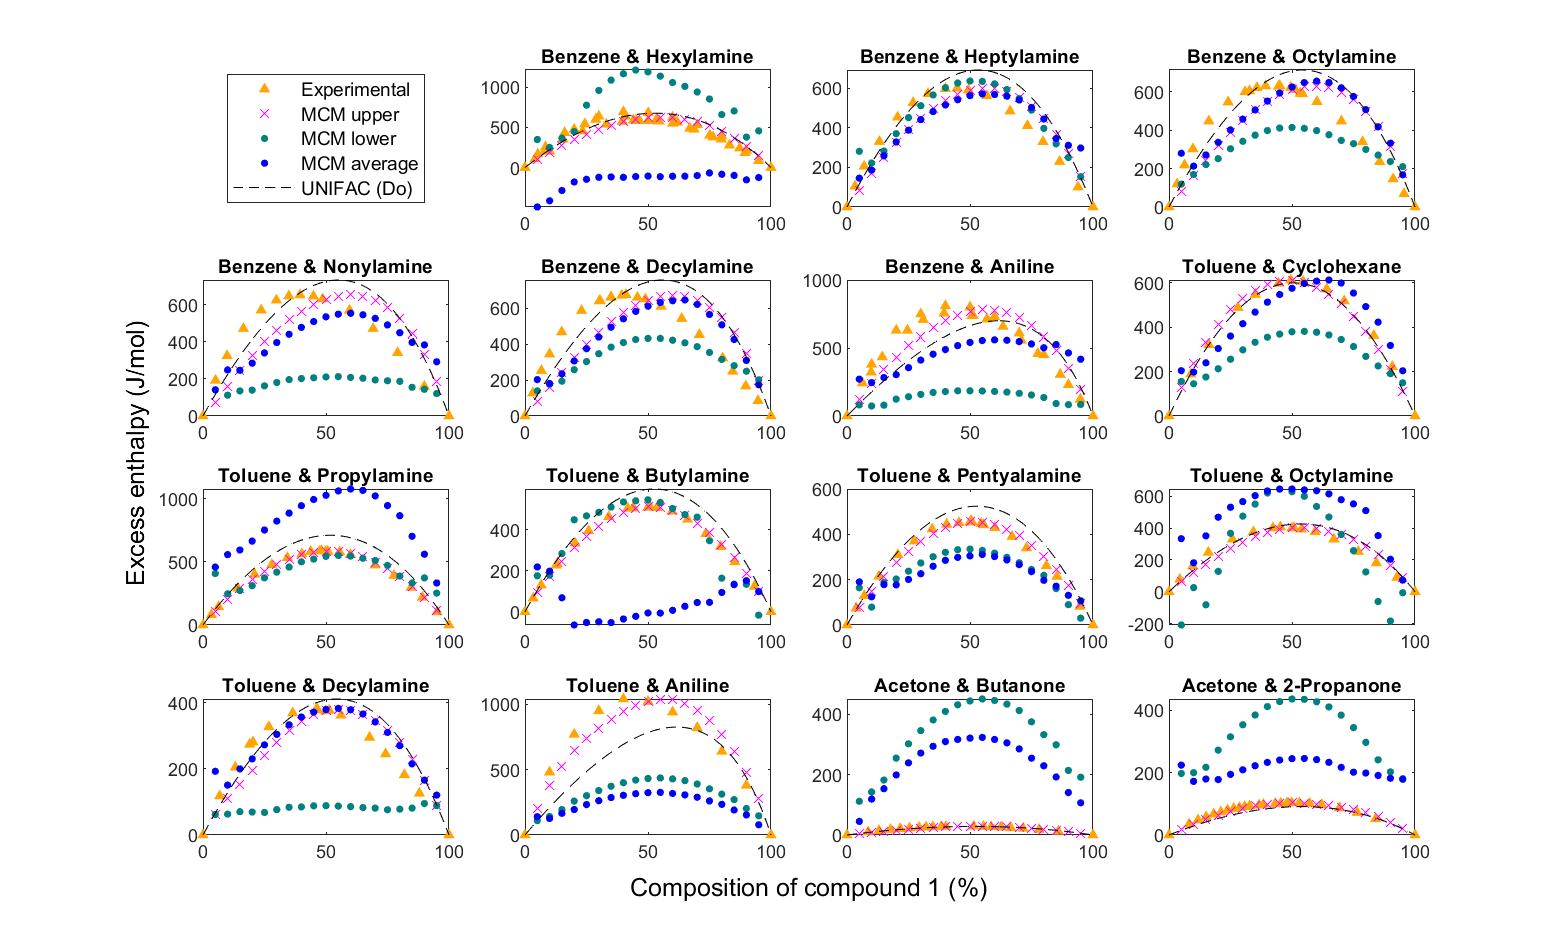 Experimental
MCM upper
MCM lower
MCM average
UNIFAC (Do)
Benzene & Hexylamine
1000
500
0
0 50 100
Benzene & Heptylamine
600
400
200
0
0 50 100
Benzene & Octylamine
600
400
200
0
0 50 100
Benzene & Nonylamine
600
400
200
0
0 50 100
Benzene & Decylamine
600
400
200
0
0 50 100
Benzene & Aniline
1000
500
0
0 50 100
Toluene & Cyclohexane
600
400
200
0
0 50 100
Excess enthalpy (J/mol)
Toluene & Propylamine
1000
500
0
0 50 100
Toluene & Butylamine
400
200
0
0 50 100
Toluene & Pentyalamine
600
400
200
0
0 50 100
Toluene & Octylamine
600
400
200
0
-200
0 50 100
Toluene & Decylamine
400
200
0
0 50 100
Toluene & Aniline
1000
500
0
0 50 100
Acetone & Butanone
400
200
0
0 50 100
Acetone & 2-Propanone
400
200
0
0 50 100
Composition of compound 1 (%)